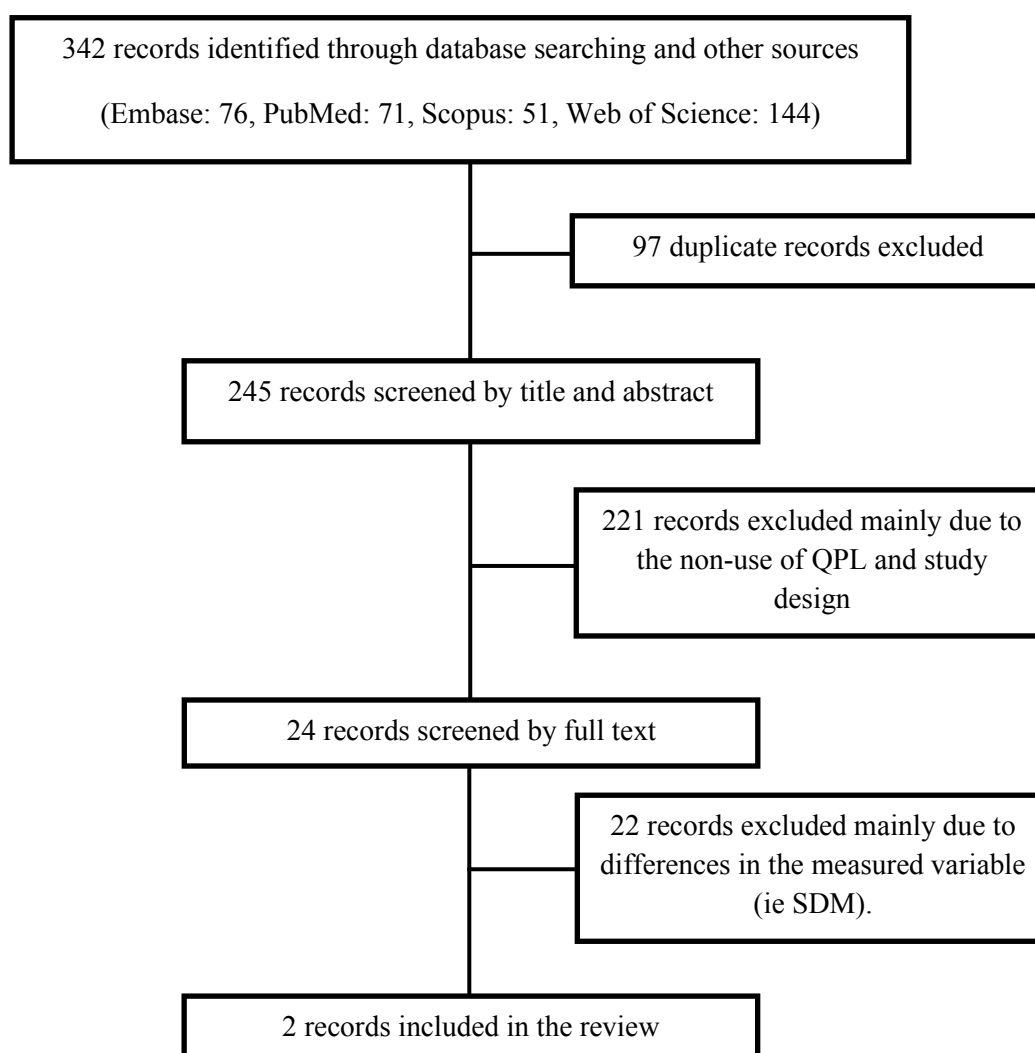 342 records identified through database searching and other sources
(Embase: 76, PubMed: 71, Scopus: 51, Web of Science: 144)
97 duplicate records excluded
245 records screened by title and abstract
221 records excluded mainly due to
the non-use of QPL and study
design
24 records screened by full text
22 records excluded mainly due to
differences in the measured variable
(ie SDM).
2 records included in the review